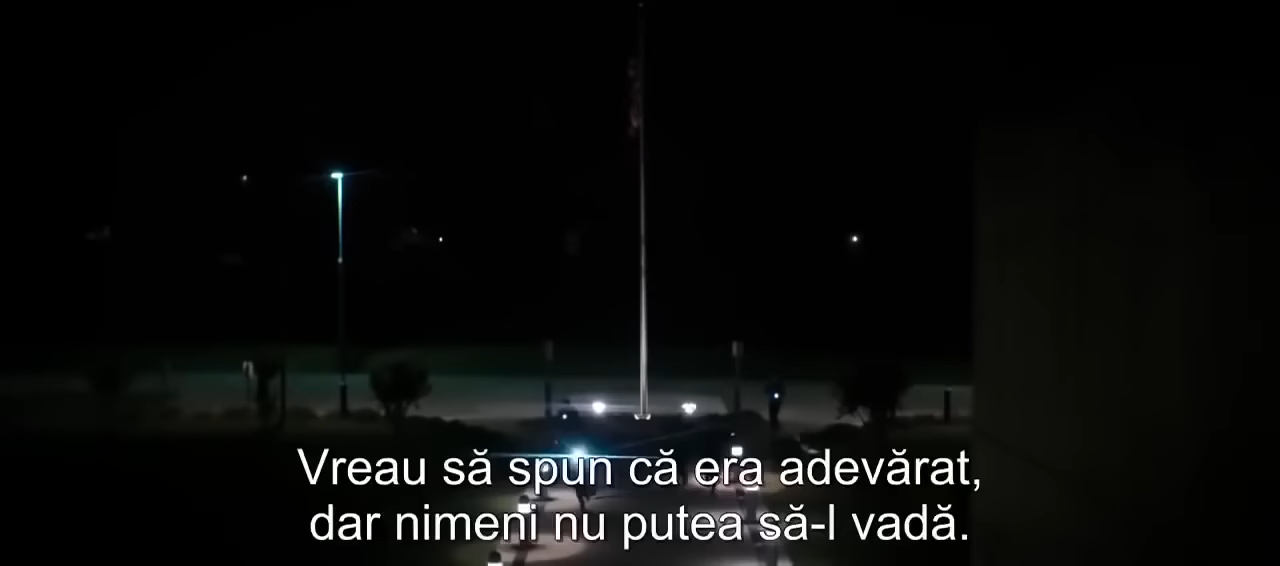 Vreau să spun că era adevărat,
dar nimeni nu putea să-l vadă.